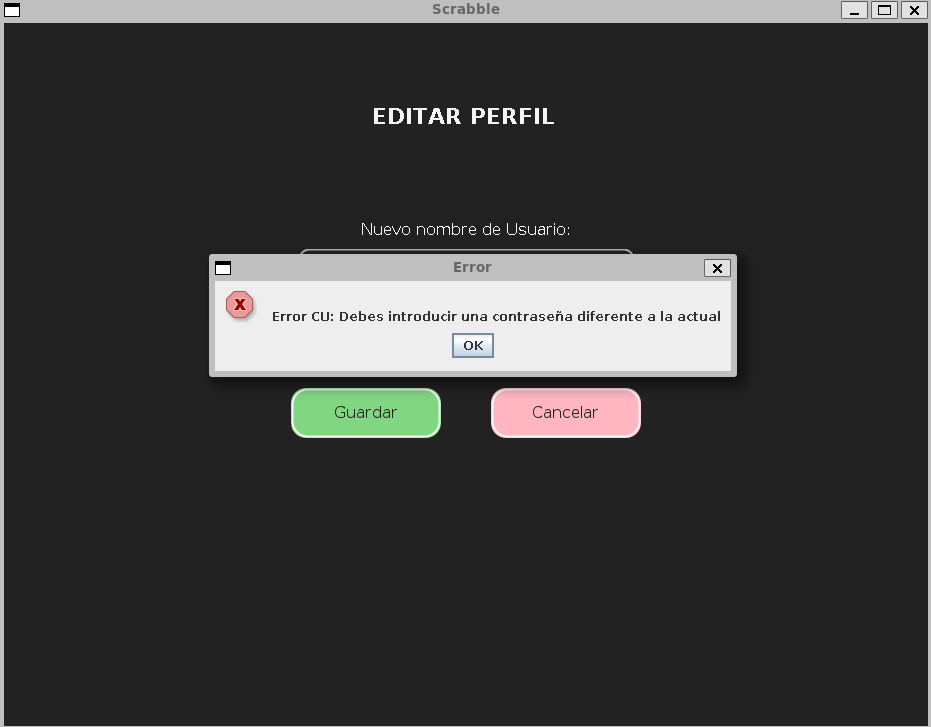 Scrabble
EDITAR PERFIL
Nuevo nombre de Usuario:
Error
X
Error CU: Debes introducir una contraseña diferente a la actual
OK
Guardar
Cancelar